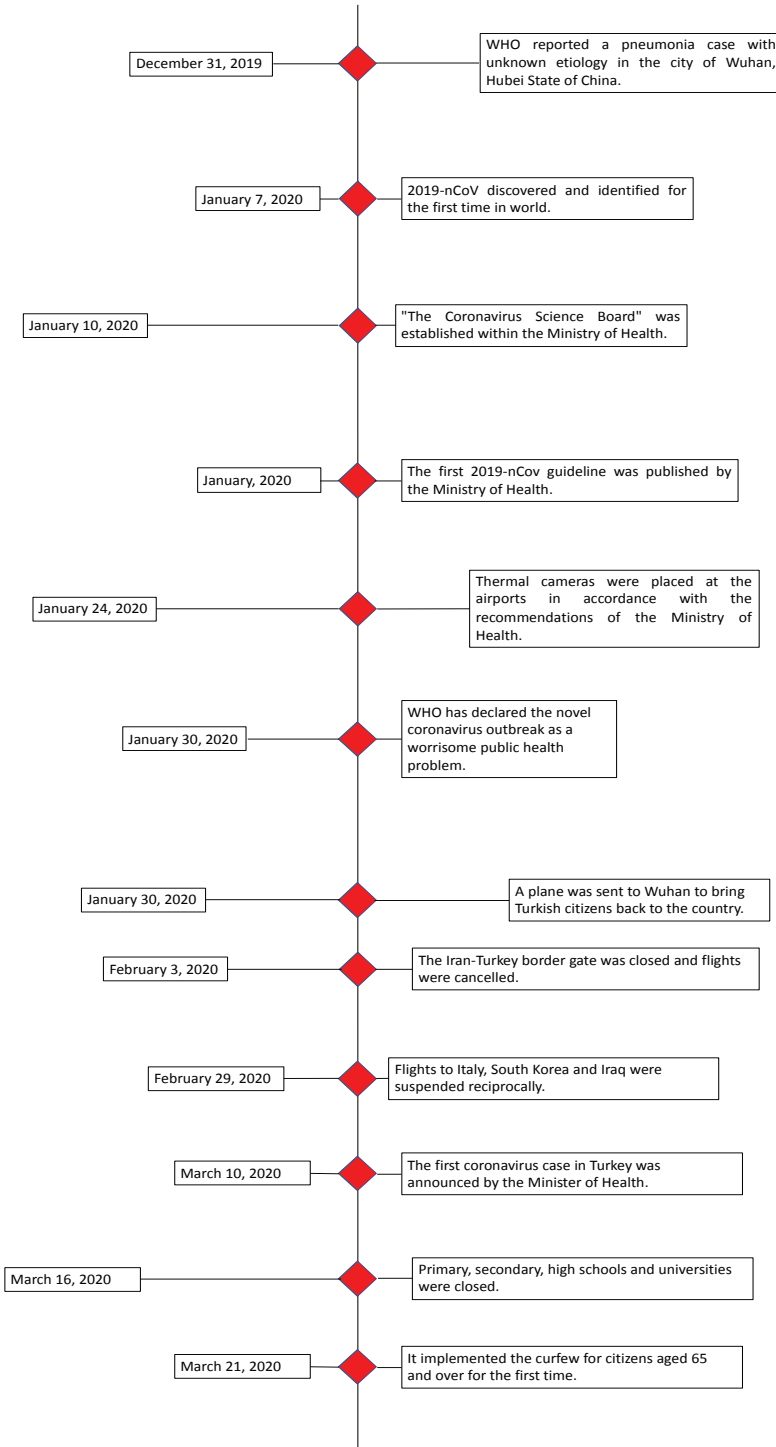 December 31, 2019
WHO reported a pneumonia case with
unknown etiology in the city of Wuhan,
Hubei State of China.
January 7, 2020
2019-nCoV discovered and identified for
the first time in world.
January 10, 2020
"The Coronavirus Science Board" was
established within the Ministry of Health.
January, 2020
The first 2019-nCov guideline was published by
the Ministry of Health.
January 24, 2020
Thermal cameras were placed at the
airports in accordance with the
recommendations of the Ministry of
Health.
January 30, 2020
WHO has declared the novel
coronavirus outbreak as a
worrisome public health
problem.
January 30, 2020
A plane was sent to Wuhan to bring
Turkish citizens back to the country.
February 3, 2020
The Iran-Turkey border gate was closed and flights
were cancelled.
February 29, 2020
Flights to Italy, South Korea and Iraq were
suspended reciprocally.
March 10, 2020
The first coronavirus case in Turkey was
announced by the Minister of Health.
March 16, 2020
Primary, secondary, high schools and universities
were closed.
March 21, 2020
It implemented the curfew for citizens aged 65
and over for the first time.